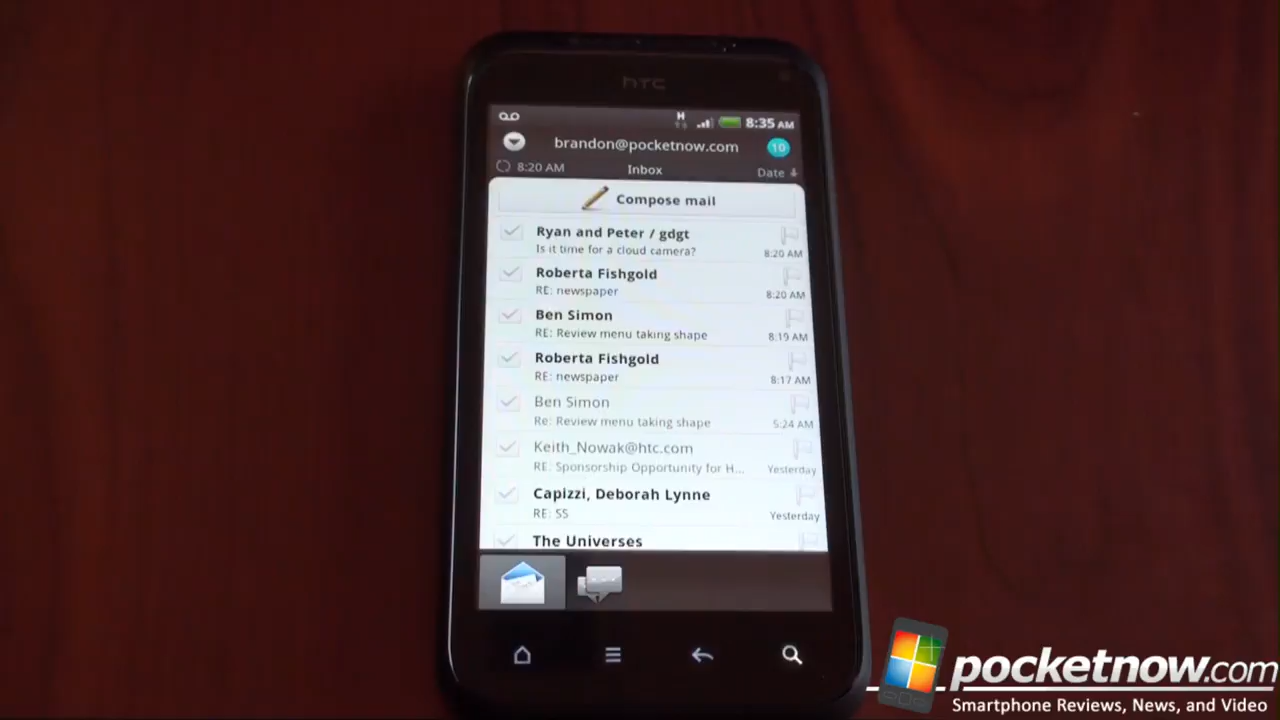 hTC
H
8:35 AM
brandon@pocketnow.com
10
8:20 AM
Inbox
Date
Compose mail
Ryan and Peter / gdgt
Is it time for a cloud camera?
8:20 AM
Roberta Fishgold
RE: newspaper
8:20 AM
Ben Simon
RE: Review menu taking shape
8:19 AM
Roberta Fishgold
RE: newspaper
8:17 AM
Ben Simon
Re: Review menu taking shape
5:24 AM
Keith_Nowak@htc.com
RE: Sponsorship Opportunity for H...
Yesterday
Capizzi, Deborah Lynne
RE: SS
Yesterday
The Universes
pocketnow.com
Smartphone Reviews, News, and Video